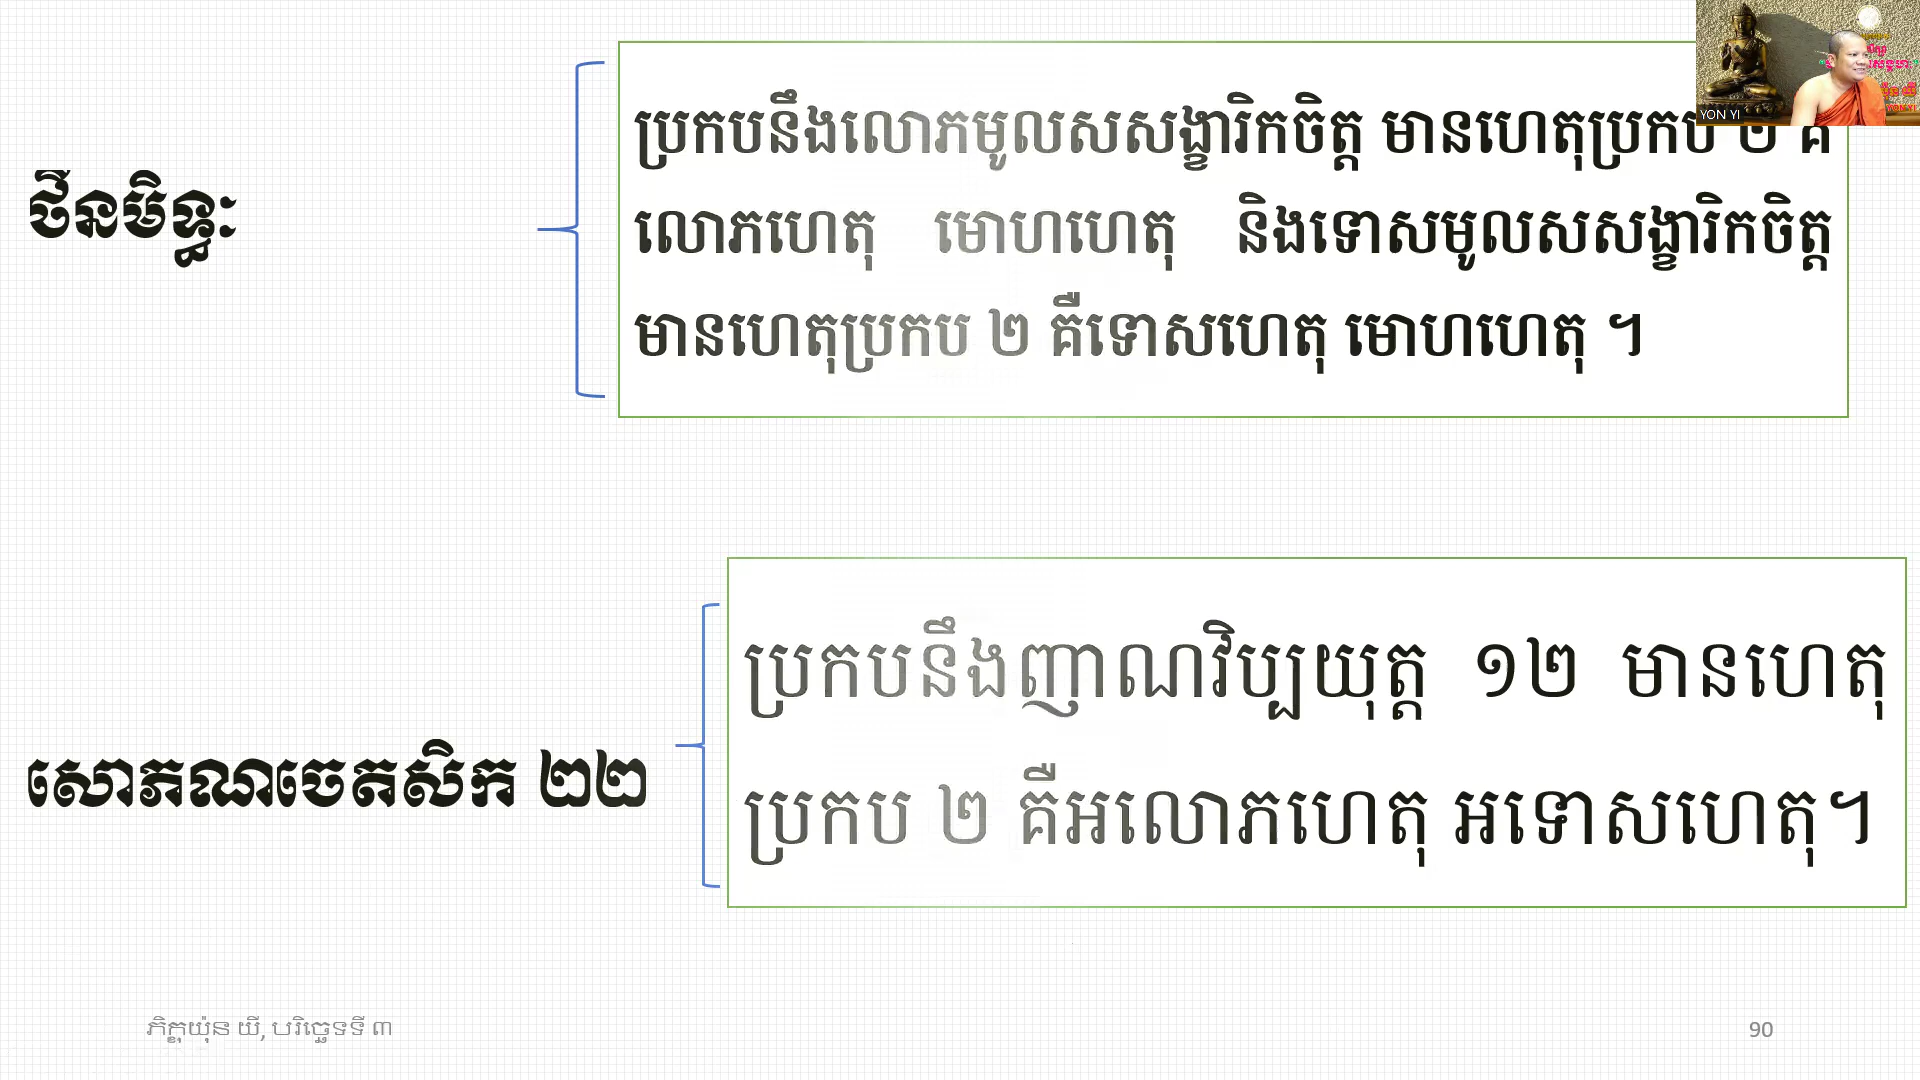 YON YI
ប្រកបនឹងលោភមូលសសង្ខារិកចិត្ត មានហេតុប្រកប ២ គឺ
ថីនមិទ្ធៈ
លោភហេតុ មោហហេតុ និងទោសមូលសសង្ខារិកចិត្ត
មានហេតុប្រកប ២ គឺទោសហេតុ មោហហេតុ ។
ប្រកបនឹងញាណវិប្បយុត្ត ១២ មានហេតុ
សោភណចេតសិក ២២
ប្រកប ២ គឺអលោភហេតុ អទោសហេតុ។
ភិក្ខុយ៉ុន យី, បរិច្ឆេទទី ៣
90